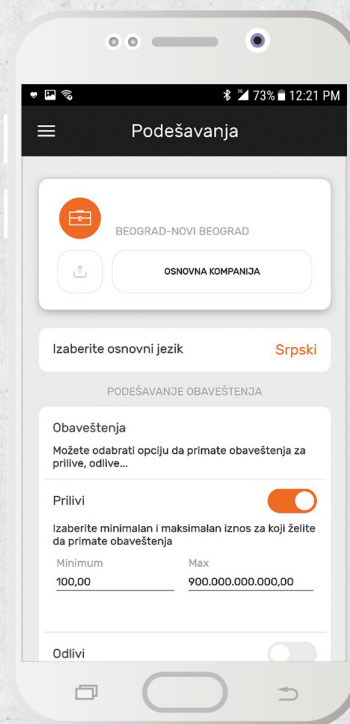 73% 12:21 PM
Podešavanja
BEOGRAD-NOVI BEOGRAD
OSNOVNA KOMPANIJA
Izaberite osnovni jezik Srpski
PODEŠAVANJE OBAVEŠTENJA
Obaveštenja
Možete odabrati opciju da primate obaveštenja za
prilive, odlive...
Prilivi
Izaberite minimalan i maksimalan iznos za koji želite
da primate obaveštenja
Minimum Max
100,00 900.000.000.000,00
Odlivi